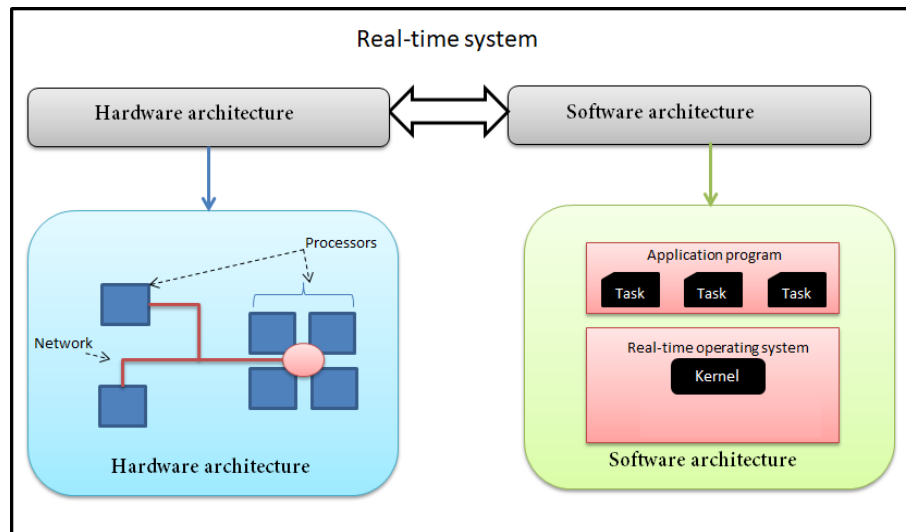 Real-time system
Hardware architecture
Software architecture
Processors
Network
Hardware architecture
Application program
Task
Task
Task
Real-time operating system
Kernel
Software architecture